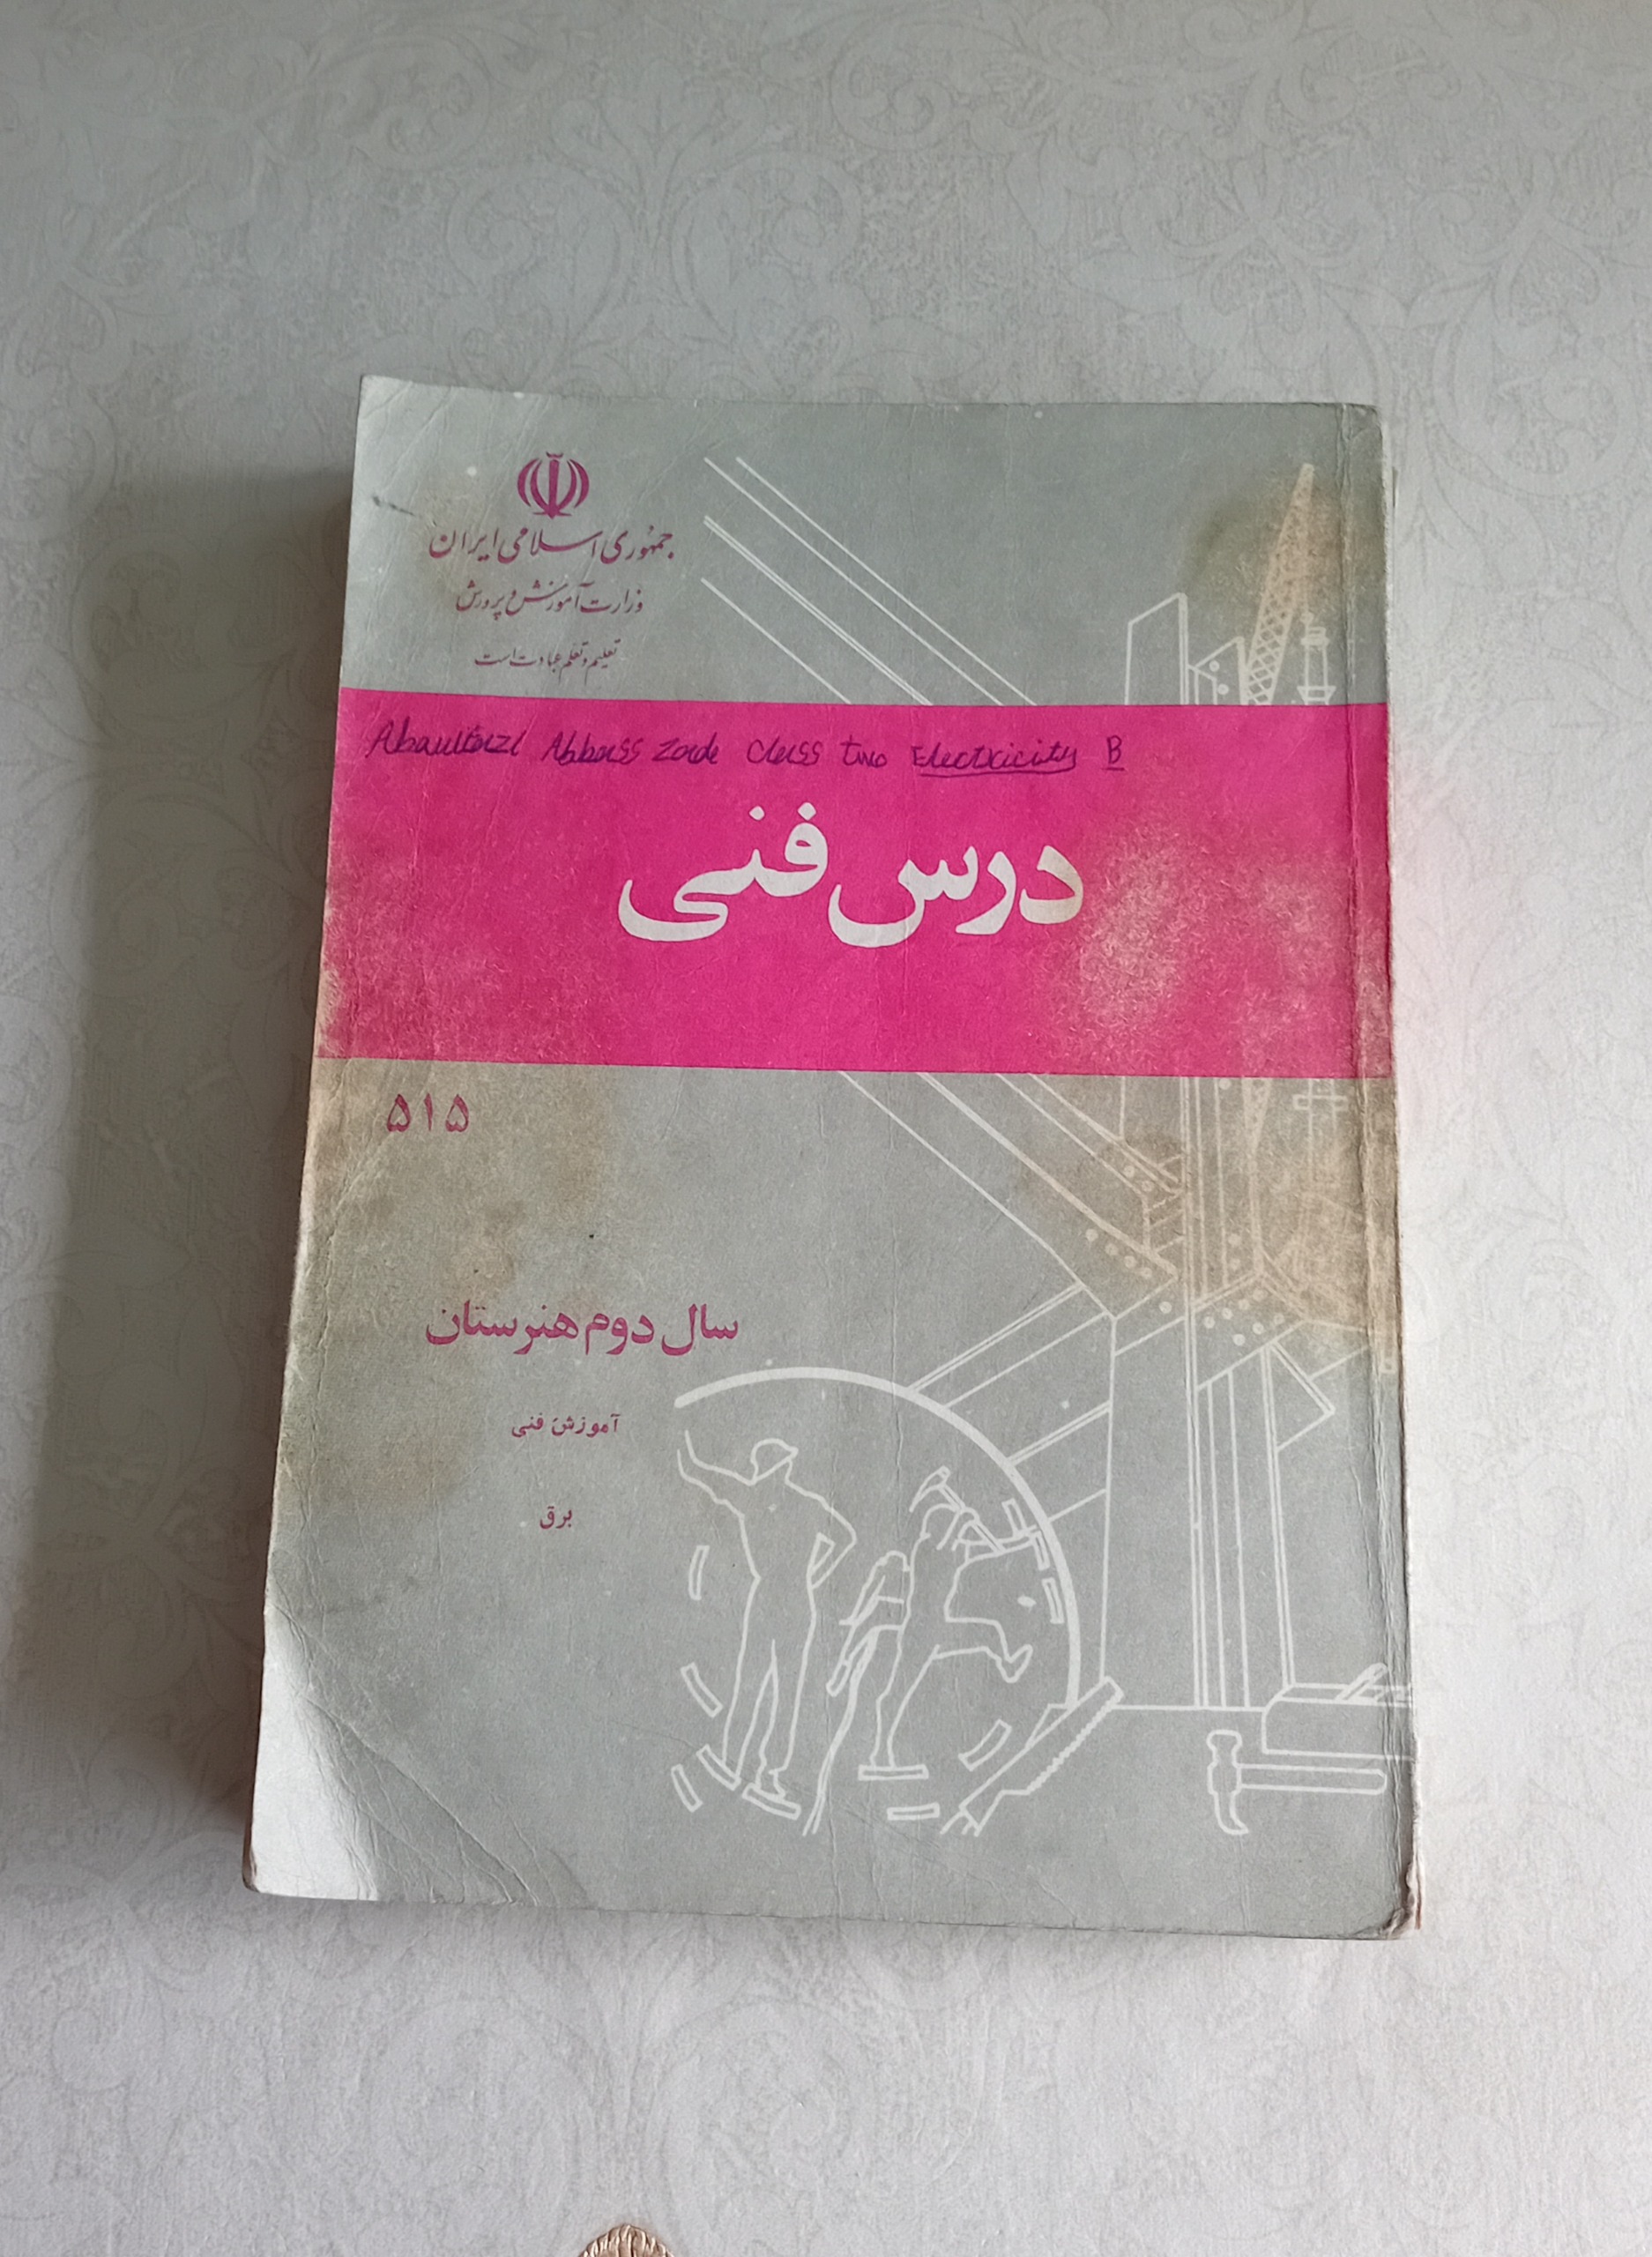 جمهوری اسلامی ایران
وزارت آموزش و پرورش
تعلیم و تعلم عبادت است
Abaulfazl Abbass zade class two Electricity B
درس فنی
۵۱۵
سال دوم هنرستان
آموزش فنی
برق